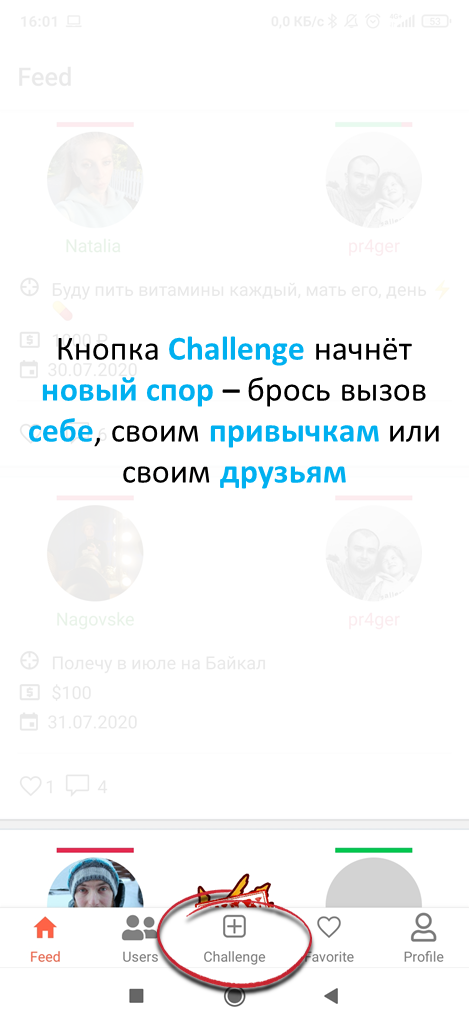 16:01
0,0 КБ/с
53
Feed
Natalia
pr4ger
Буду пить витамины каждый, мать его, день
30.07.2020
Кнопка Challenge начнёт
новый спор – брось вызов
себе, своим привычкам или
своим друзьям
6
Nagovske
pr4ger
Полечу в июле на Байкал
$100
31.07.2020
1
4
Feed
Users
Challenge
Favorite
Profile